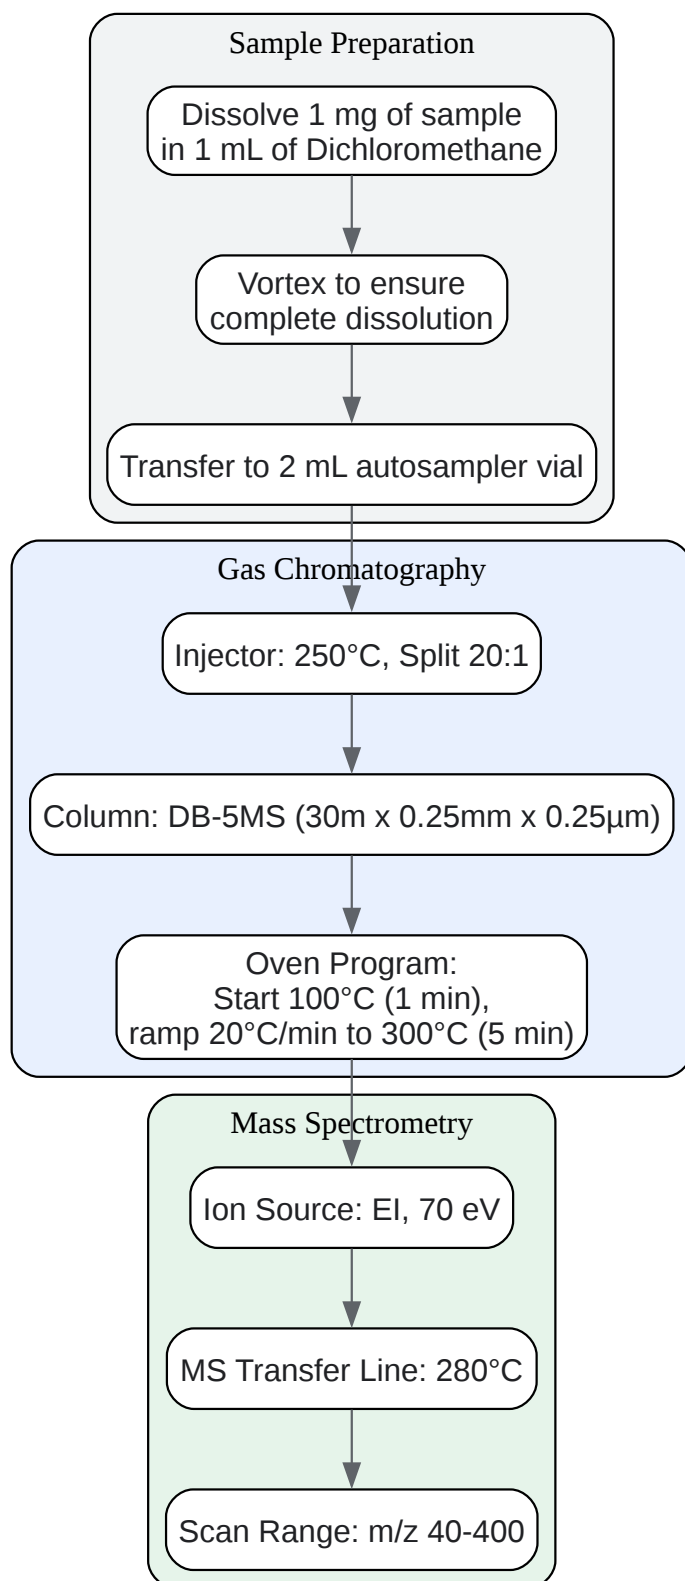 Sample Preparation
Dissolve 1 mg of sample
in 1 mL of Dichloromethane
Vortex to ensure
complete dissolution
Transfer to 2 mL autosampler vial
Gas Chromatography
Injector: 250°C, Split 20:1
Column: DB-5MS (30m x 0.25mm x 0.25µm)
Oven Program:
Start 100°C (1 min),
ramp 20°C/min to 300°C (5 min)
Mass Spectrometry
Ion Source: EI, 70 eV
MS Transfer Line: 280°C
Scan Range: m/z 40-400